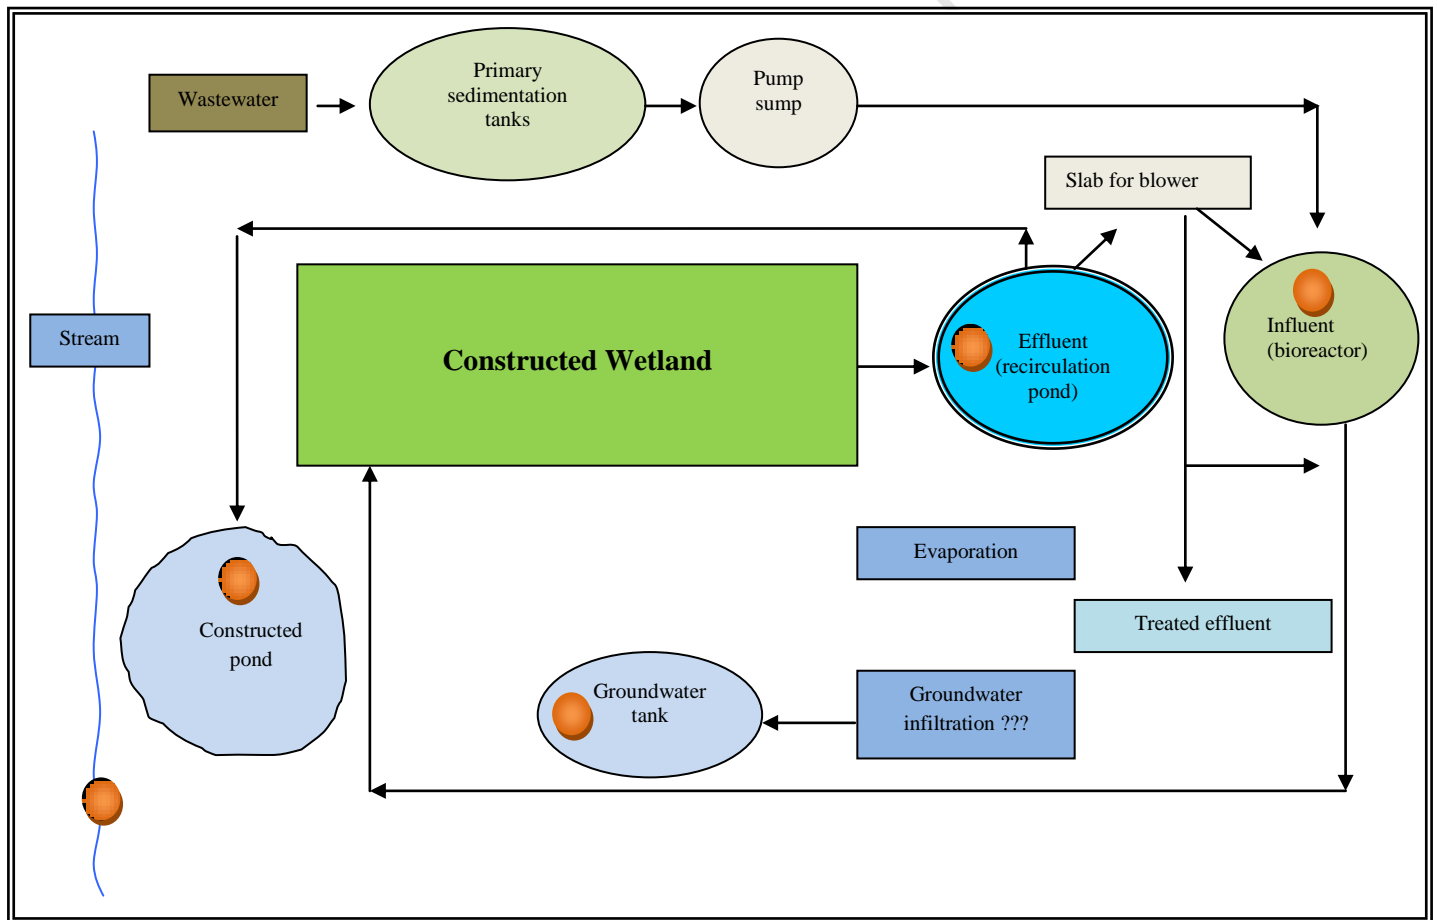 Wastewater
Primary
sedimentation
tanks
Pump
sump
Slab for blower
Stream
Constructed Wetland
Effluent
(recirculation
pond)
Influent
(bioreactor)
Evaporation
Constructed
pond
Treated effluent
Groundwater
tank
Groundwater
infiltration ???